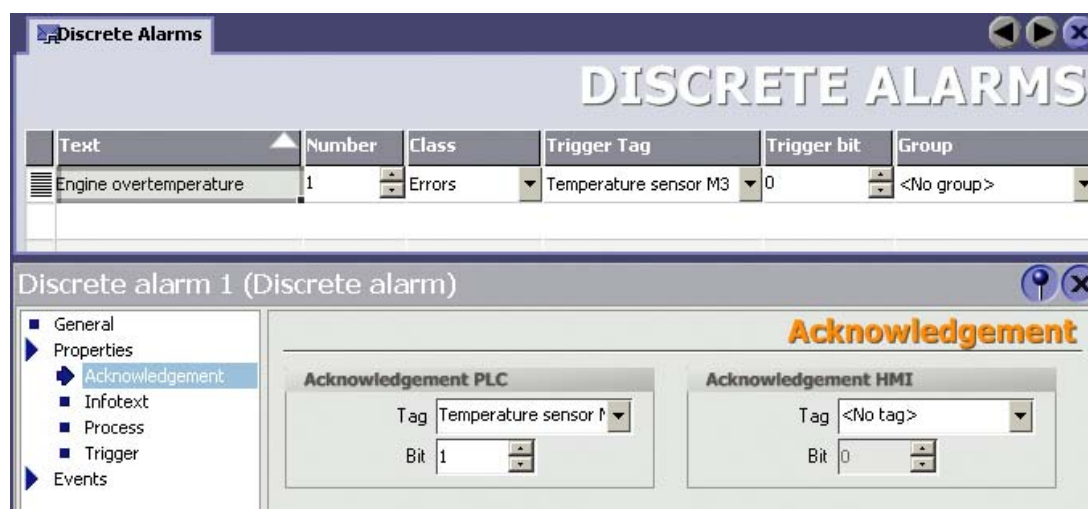 Discrete Alarms
DISCRETE ALARMS
Text Number Class Trigger Tag Trigger bit Group
Engine overtemperature 1 Errors Temperature sensor M3 0 <No group>
Discrete alarm 1 (Discrete alarm)
General
Properties
Acknowledgement
Infotext
Process
Trigger
Events
Acknowledgement
Acknowledgement PLC
Tag Temperature sensor
Bit 1
Acknowledgement HMI
Tag <No tag>
Bit 0